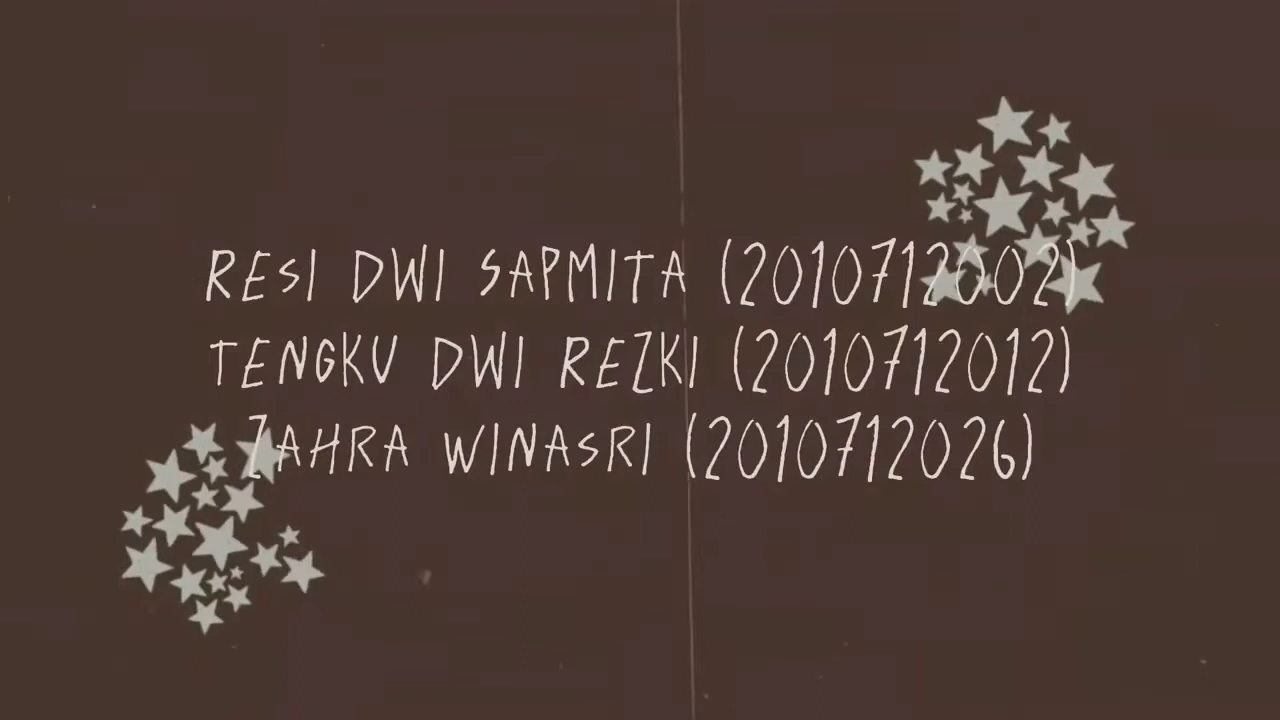 RESI DWI SAPMITA (2010712002)
TENGKU DWI REZKI (2010712012)
ZAHRA WINASRI (2010712026)